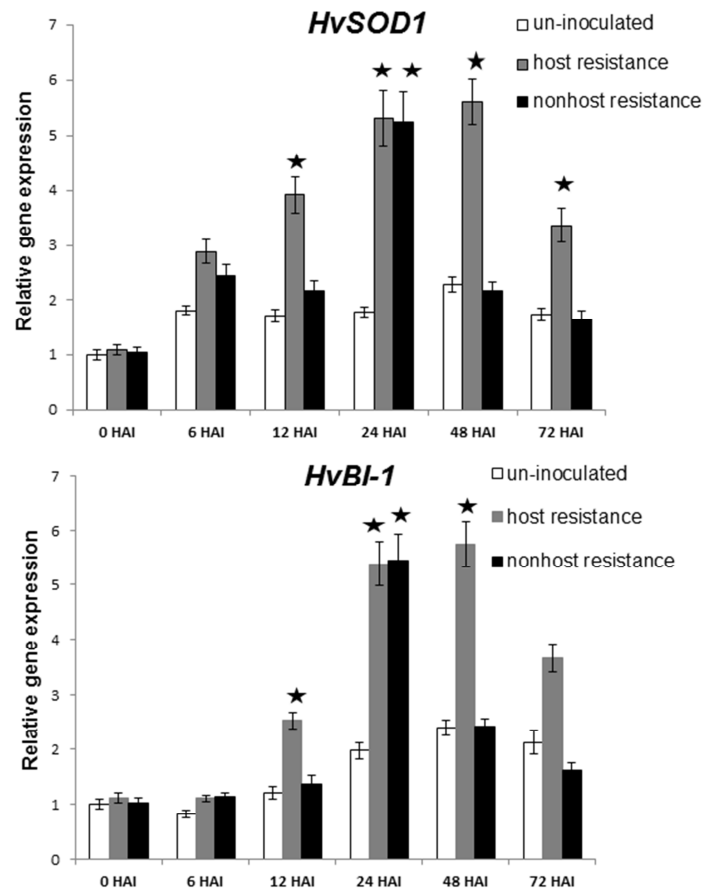 HvSOD1
un-inoculated
host resistance
nonhost resistance
Relative gene expression
7
6
5
4
3
2
1
0
0 HAI 6 HAI 12 HAI 24 HAI 48 HAI 72 HAI
HvBI-1
un-inoculated
host resistance
nonhost resistance
Relative gene expression
7
6
5
4
3
2
1
0
0 HAI 6 HAI 12 HAI 24 HAI 48 HAI 72 HAI